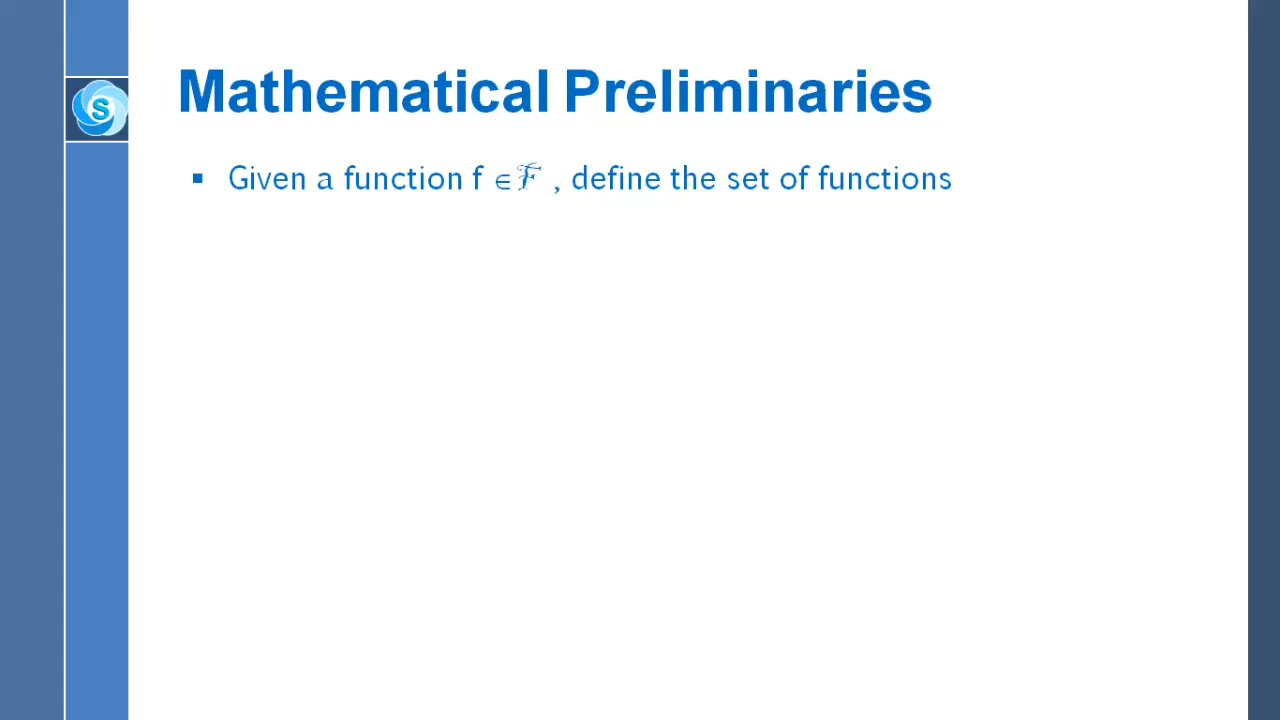 S
Mathematical Preliminaries
▪ Given a function f ∈ ℱ , define the set of functions